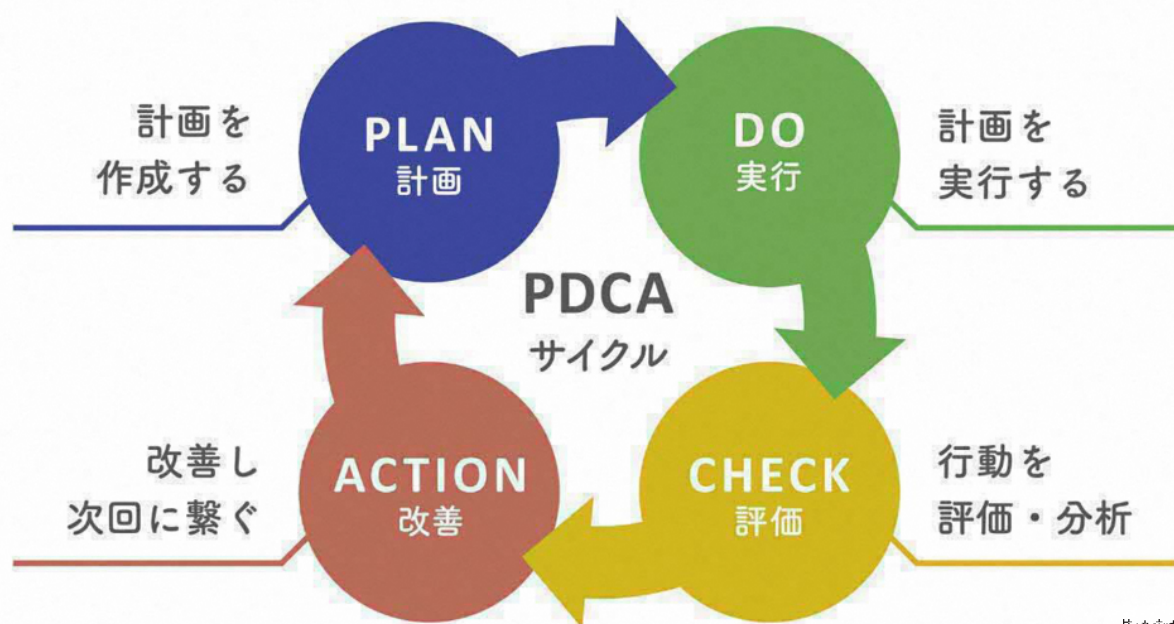 計画を
作成する
PLAN
計画
DO
実行
計画を
実行する
PDCA
サイクル
改善し
次回に繋ぐ
ACTION
改善
CHECK
評価
行動を
評価・分析